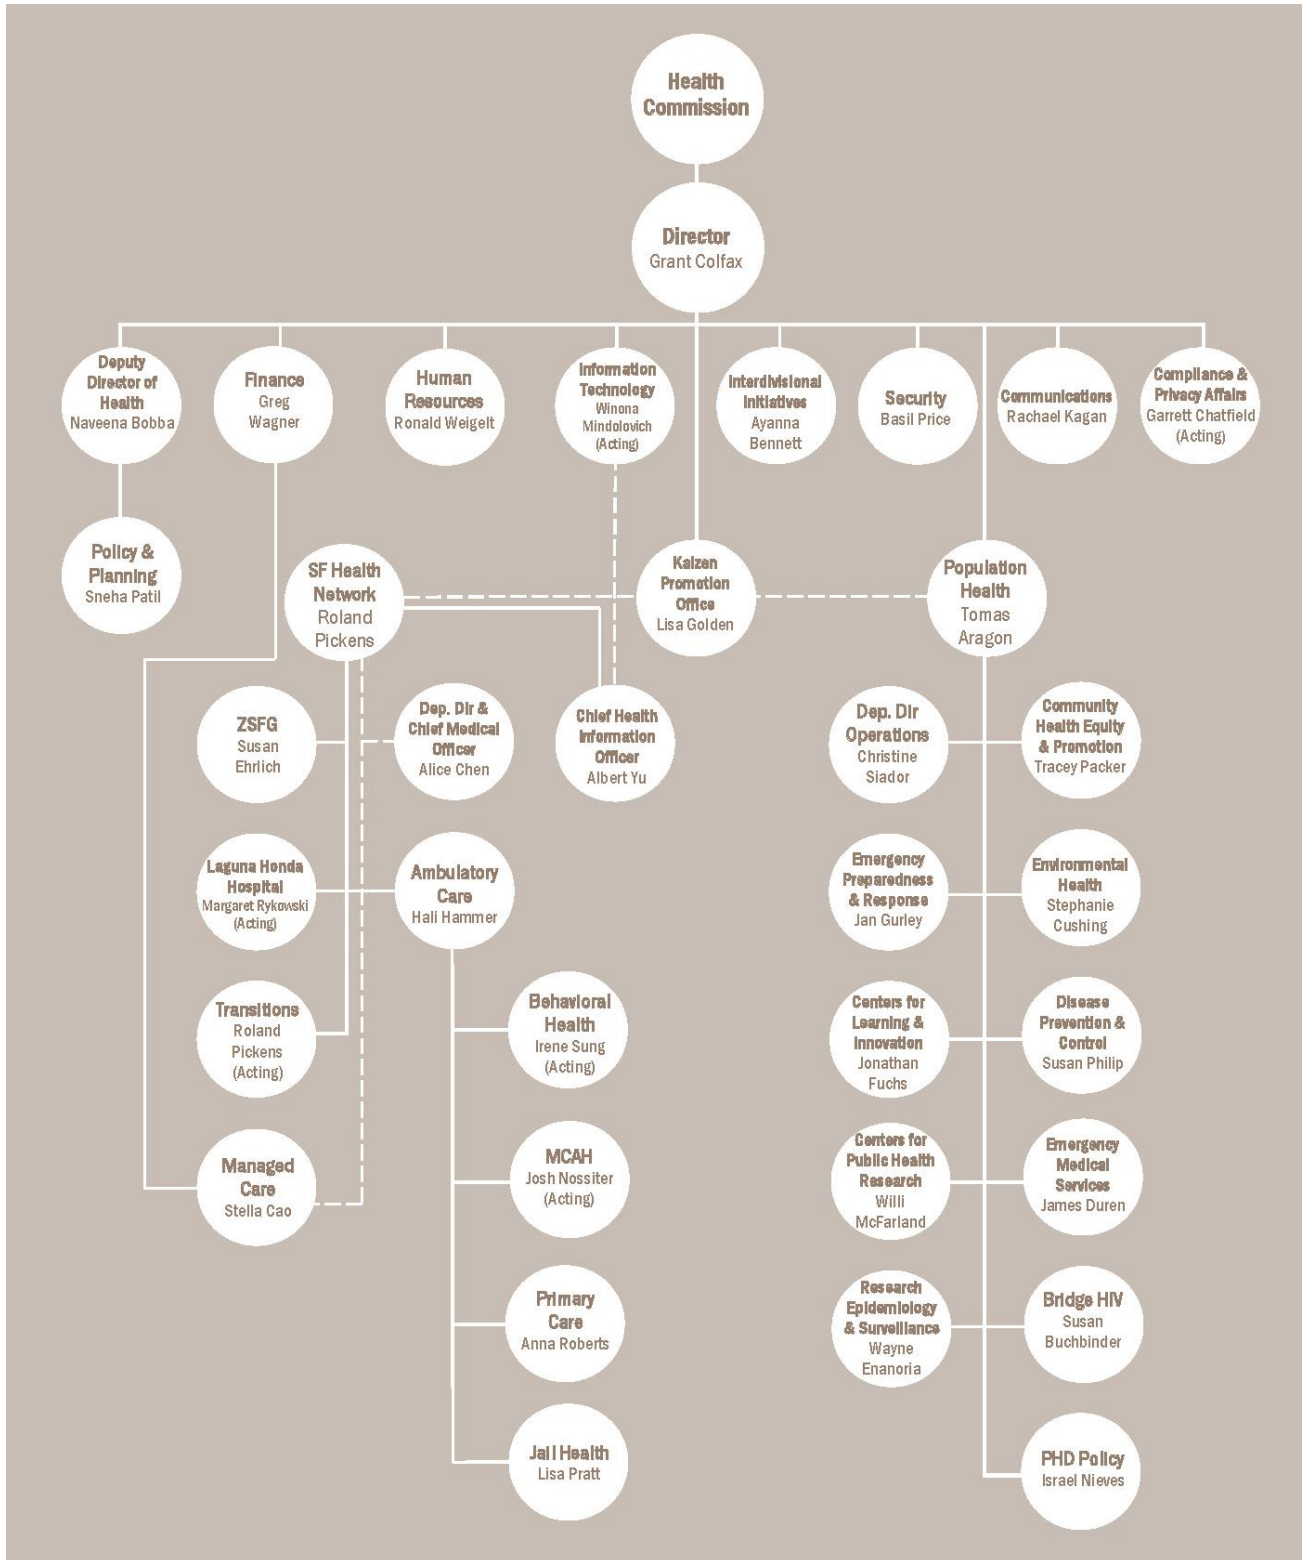 Health
Commission
Director
Grant Colfax
Deputy
Director of
Health
Naveena Bobba
Finance
Greg
Wagner
Human
Resources
Ronald Weigelt
Information
Technology
Winona
Mindolovich
(Acting)
Interdivisional
Initiatives
Ayanna
Bennett
Security
Basil Price
Communications
Rachael Kagan
Compliance &
Privacy Affairs
Garrett Chatfield
(Acting)
Policy &
Planning
Sneha Patil
SF Health
Network
Roland
Pickens
Kaizen
Promotion
Office
Lisa Golden
Population
Health
Tomas
Aragon
ZSFG
Susan
Ehrlich
Dep. Dir &
Chief Medical
Officer
Alice Chen
Chief Health
Information
Officer
Albert Yu
Dep. Dir
Operations
Christine
Siador
Community
Health Equity
& Promotion
Tracey Packer
Laguna Honda
Hospital
Margaret Rykowski
(Acting)
Ambulatory
Care
Hali Hammer
Emergency
Preparedness
& Response
Jan Gurley
Environmental
Health
Stephanie
Cushing
Transitions
Roland
Pickens
(Acting)
Behavioral
Health
Irene Sung
(Acting)
Centers for
Learning &
Innovation
Jonathan
Fuchs
Disease
Prevention &
Control
Susan Philip
Managed
Care
Stella Cao
MCAH
Josh Nossiter
(Acting)
Centers for
Public Health
Research
Willi
McFarland
Emergency
Medical
Services
James Duren
Primary
Care
Anna Roberts
Research
Epidemiology
& Surveillance
Wayne
Enanoria
Bridge HIV
Susan
Buchbinder
Jail Health
Lisa Pratt
PHD Policy
Israel Nieves